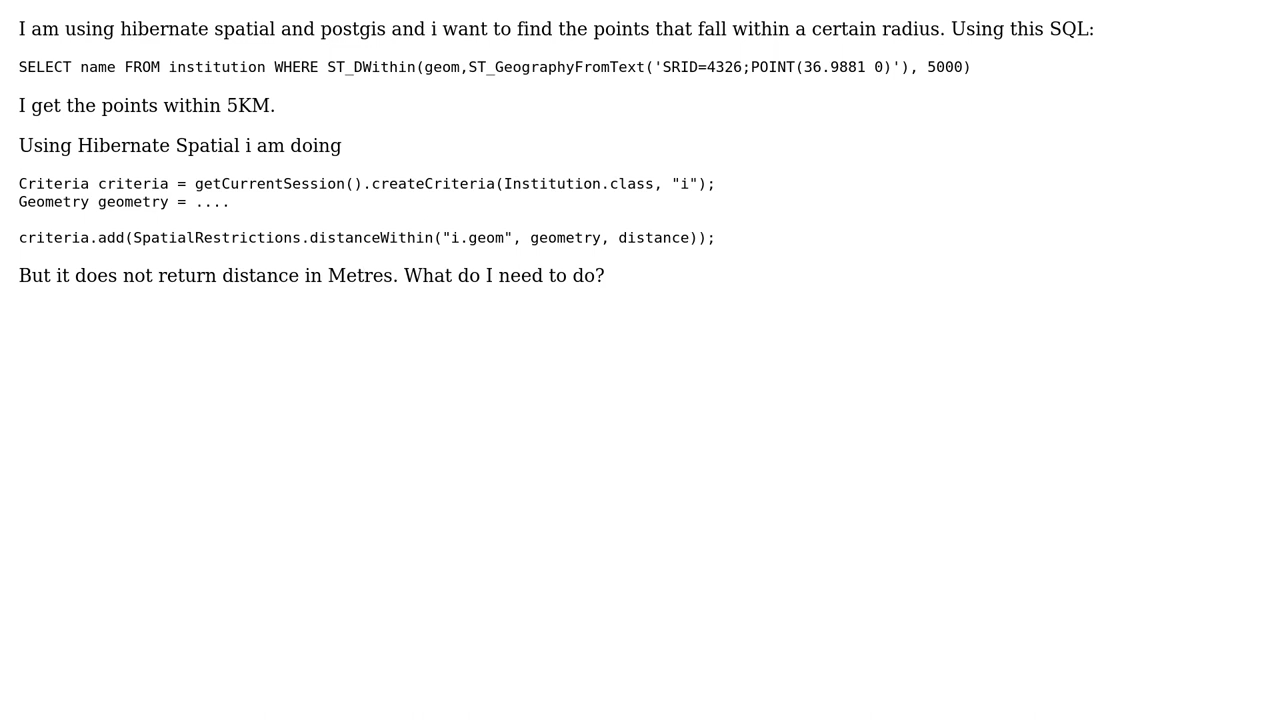 I am using hibernate spatial and postgis and i want to find the points that fall within a certain radius. Using this SQL:
SELECT name FROM institution WHERE ST_DWithin(geom,ST_GeographyFromText('SRID=4326;POINT(36.9881 0)'), 5000)
I get the points within 5KM.
Using Hibernate Spatial i am doing
Criteria criteria = getCurrentSession().createCriteria(Institution.class, "i");
Geometry geometry = ....
criteria.add(SpatialRestrictions.distanceWithin("i.geom", geometry, distance));
But it does not return distance in Metres. What do I need to do?